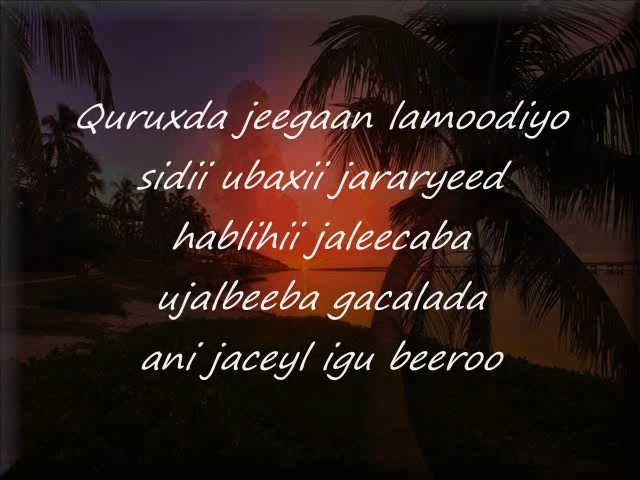 Quruxda jeegaan lamoodiyo
sidii ubaxii jararyeed
hablihii jaleecaba
ujalbeeba gacalada
ani jaceyl igu beeroo